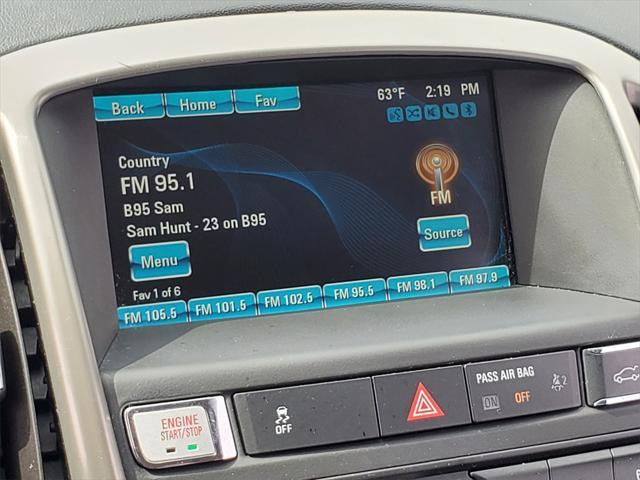 Back Home Fav 63°F 2:19 PM
Country
FM 95.1
B95 Sam
Sam Hunt - 23 on B95
FM
Source
Menu
Fav 1 of 6
FM 105.5 FM 101.5 FM 102.5 FM 95.5 FM 98.1 FM 97.9
PASS AIR BAG
ON OFF 2
OFF
ENGINE
START/STOP